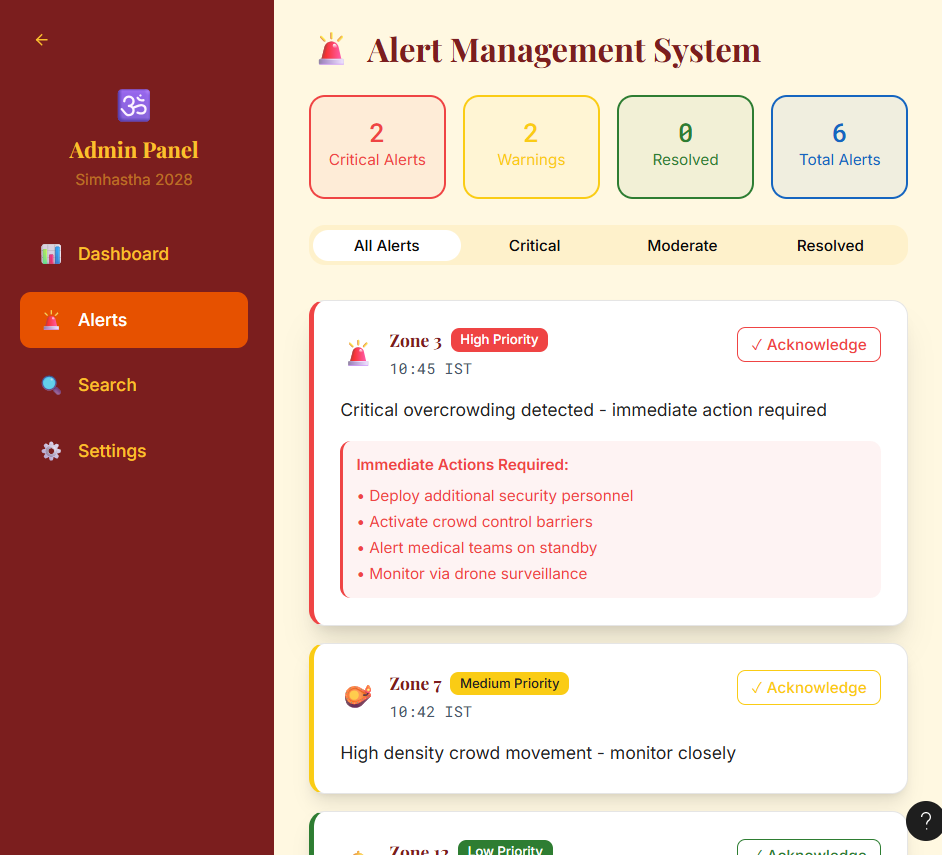 ←
🕉
Admin Panel
Simhastha 2028
Dashboard
Alerts
Search
Settings
Alert Management System
2
Critical Alerts
2
Warnings
0
Resolved
6
Total Alerts
All Alerts
Critical
Moderate
Resolved
Zone 3
High Priority
✓ Acknowledge
10:45 IST
Critical overcrowding detected - immediate action required
Immediate Actions Required:
• Deploy additional security personnel
• Activate crowd control barriers
• Alert medical teams on standby
• Monitor via drone surveillance
Zone 7
Medium Priority
✓ Acknowledge
10:42 IST
High density crowd movement - monitor closely
?
Zone 12
Low Priority
✓ Acknowledge